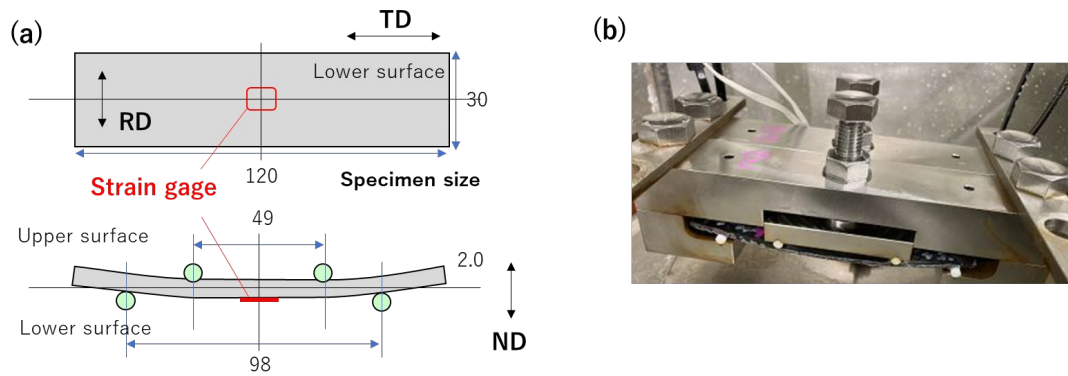 (a)
TD
Lower surface
RD
30
Strain gage
120
Specimen size
49
Upper surface
2.0
Lower surface
ND
98
(b)